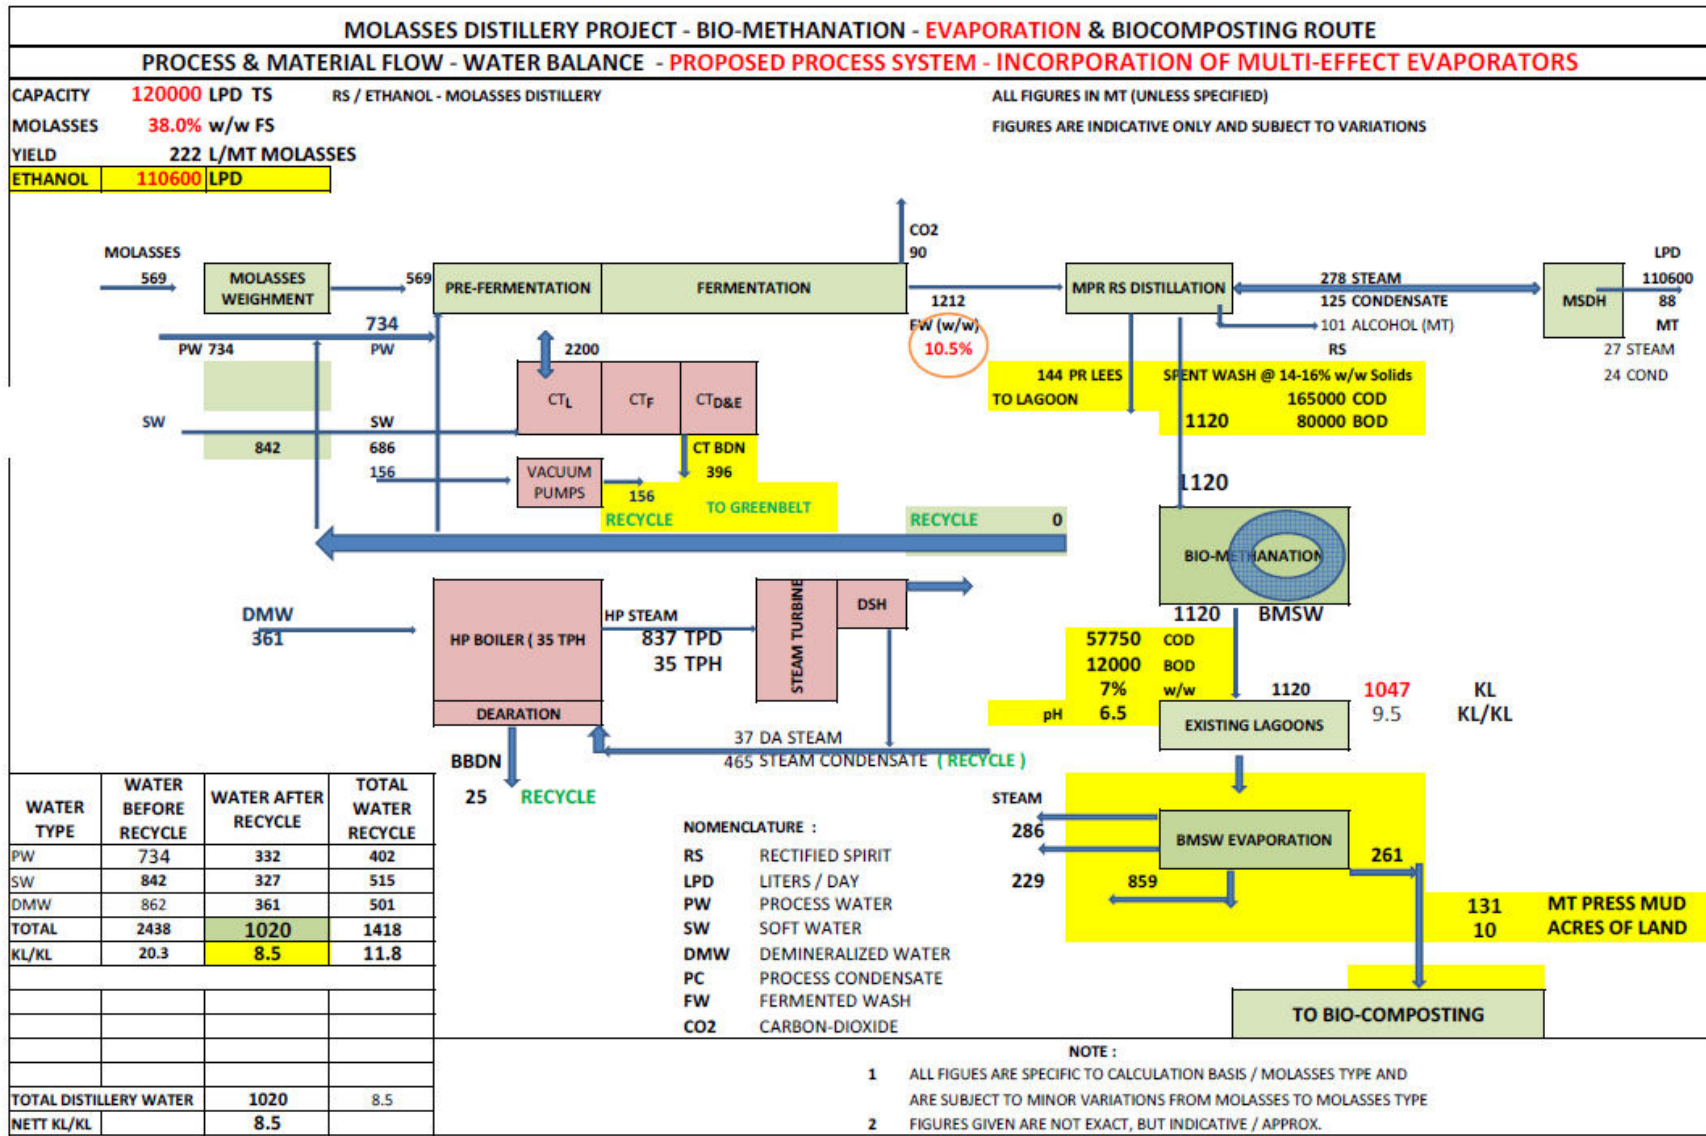 MOLASSES DISTILLERY PROJECT - BIO-METHANATION - EVAPORATION & BIOCOMPOSTING ROUTE
PROCESS & MATERIAL FLOW - WATER BALANCE - PROPOSED PROCESS SYSTEM - INCORPORATION OF MULTI-EFFECT EVAPORATORS
CAPACITY 120000 LPD TS RS / ETHANOL - MOLASSES DISTILLERY ALL FIGURES IN MT (UNLESS SPECIFIED)
MOLASSES 38.0% w/w FS FIGURES ARE INDICATIVE ONLY AND SUBJECT TO VARIATIONS
YIELD 222 L/MT MOLASSES
ETHANOL 110600 LPD
CO2
90
MOLASSES
569
MOLASSES
WEIGHMENT
569
PRE-FERMENTATION
FERMENTATION
1212
FW (w/w)
10.5%
MPR RS DISTILLATION
278 STEAM
125 CONDENSATE
101 ALCOHOL (MT)
RS
MSDH
LPD
110600
88
MT
27 STEAM
24 COND
734
PW 734 PW
2200
CTL
CTF
CTD&E
SW SW
842 686
156
VACUUM
PUMPS
156
RECYCLE
CT BDN
396
TO GREENBELT
RECYCLE 0
144 PR LEES
TO LAGOON
SPENT WASH @ 14-16% w/w Solids
165000 COD
1120 80000 BOD
1120
BIO-METHANATION
1120 BMSW
57750 COD
12000 BOD
7% w/w
pH 6.5
1120 1047 KL
9.5 KL/KL
EXISTING LAGOONS
DMW
361
HP BOILER ( 35 TPH
DEARATION
HP STEAM
837 TPD
35 TPH
STEAM TURBINE
DSH
37 DA STEAM
465 STEAM CONDENSATE ( RECYCLE )
BBDN
25 RECYCLE
STEAM
286
229 859
BMSW EVAPORATION
261
131 MT PRESS MUD
10 ACRES OF LAND
TO BIO-COMPOSTING
WATER TYPE WATER BEFORE RECYCLE WATER AFTER RECYCLE TOTAL WATER RECYCLE
PW 734 332 402
SW 842 327 515
DMW 862 361 501
TOTAL 2438 1020 1418
KL/KL 20.3 8.5 11.8
TOTAL DISTILLERY WATER 1020 8.5
NETT KL/KL 8.5
NOMENCLATURE :
RS RECTIFIED SPIRIT
LPD LITERS / DAY
PW PROCESS WATER
SW SOFT WATER
DMW DEMINERALIZED WATER
PC PROCESS CONDENSATE
FW FERMENTED WASH
CO2 CARBON-DIOXIDE
NOTE :
1 ALL FIGUES ARE SPECIFIC TO CALCULATION BASIS / MOLASSES TYPE AND
ARE SUBJECT TO MINOR VARIATIONS FROM MOLASSES TO MOLASSES TYPE
2 FIGURES GIVEN ARE NOT EXACT, BUT INDICATIVE / APPROX.